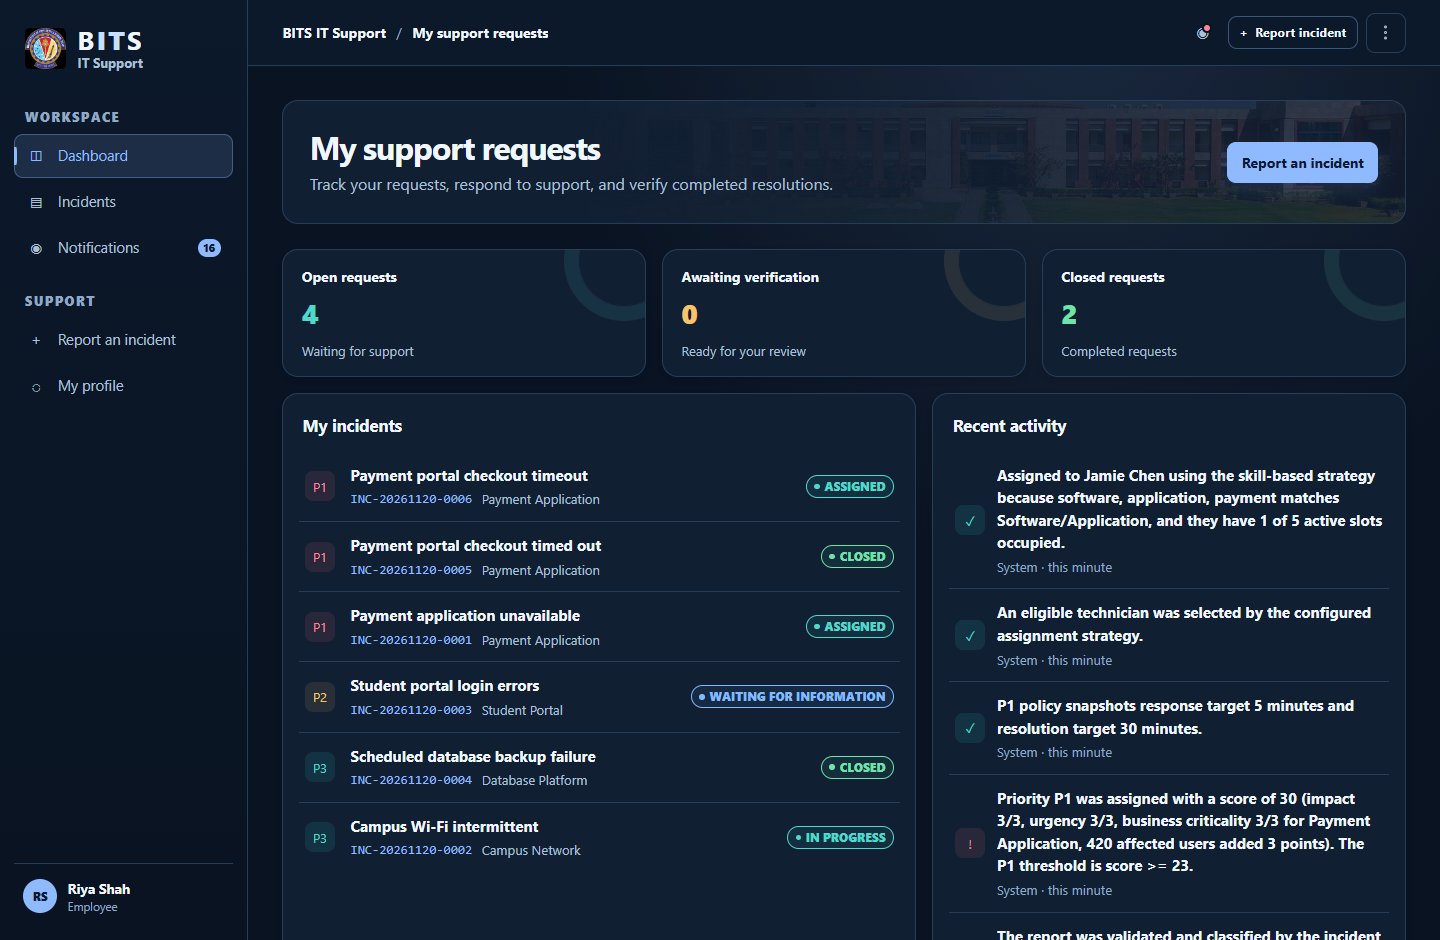 BITS
IT Support
WORKSPACE
Dashboard
Incidents
Notifications 16
SUPPORT
+ Report an incident
My profile
RS Riya Shah
Employee
BITS IT Support / My support requests
+ Report incident
My support requests
Track your requests, respond to support, and verify completed resolutions.
Report an incident
Open requests
4
Waiting for support
Awaiting verification
0
Ready for your review
Closed requests
2
Completed requests
My incidents
P1 Payment portal checkout timeout
INC-20261120-0006 Payment Application
ASSIGNED
P1 Payment portal checkout timed out
INC-20261120-0005 Payment Application
CLOSED
P1 Payment application unavailable
INC-20261120-0001 Payment Application
ASSIGNED
P2 Student portal login errors
INC-20261120-0003 Student Portal
WAITING FOR INFORMATION
P3 Scheduled database backup failure
INC-20261120-0004 Database Platform
CLOSED
P3 Campus Wi-Fi intermittent
INC-20261120-0002 Campus Network
IN PROGRESS
Recent activity
Assigned to Jamie Chen using the skill-based strategy
because software, application, payment matches
Software/Application, and they have 1 of 5 active slots
occupied.
System · this minute
An eligible technician was selected by the configured
assignment strategy.
System · this minute
P1 policy snapshots response target 5 minutes and
resolution target 30 minutes.
System · this minute
Priority P1 was assigned with a score of 30 (impact
3/3, urgency 3/3, business criticality 3/3 for Payment
Application, 420 affected users added 3 points). The
P1 threshold is score >= 23.
System · this minute
The report was validated and classified by the incident